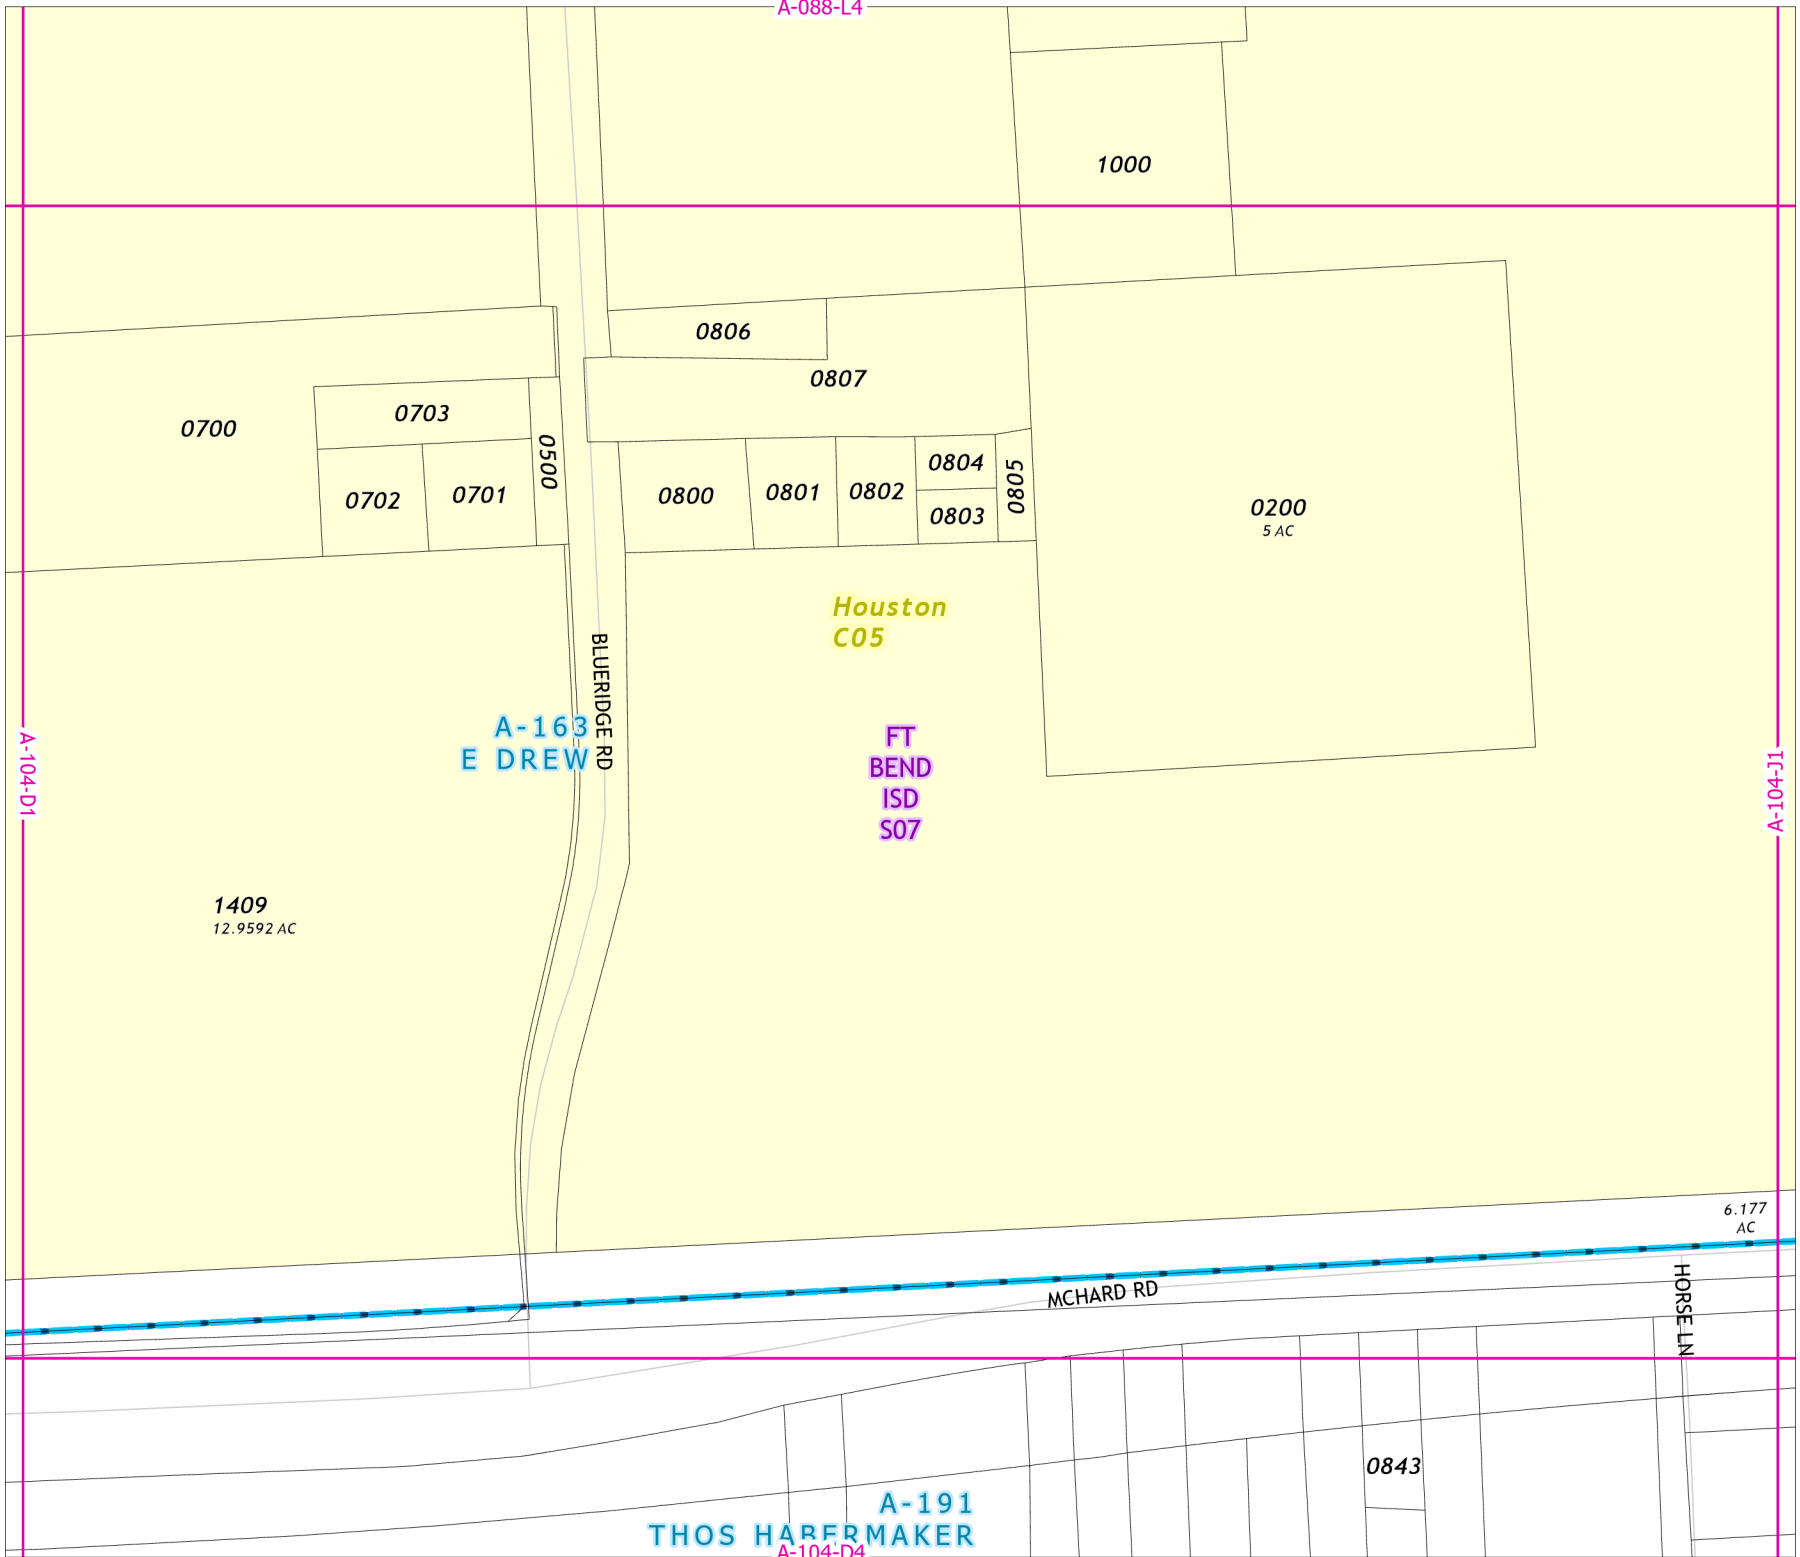 A-088-L4
1000
0806
0807
0703
0700
0500
0702
0701
0800
0801
0802
0804
0803
0805
0200
5 AC
Houston
C05
BLUERIDGE RD
A-163
E DREW
FT
BEND
ISD
S07
A-104-D1
A-104-J1
1409
12.9592 AC
6.177
AC
MCHARD RD
HORSE LN
0843
A-191
THOS HABERMAKER
A-104-D4